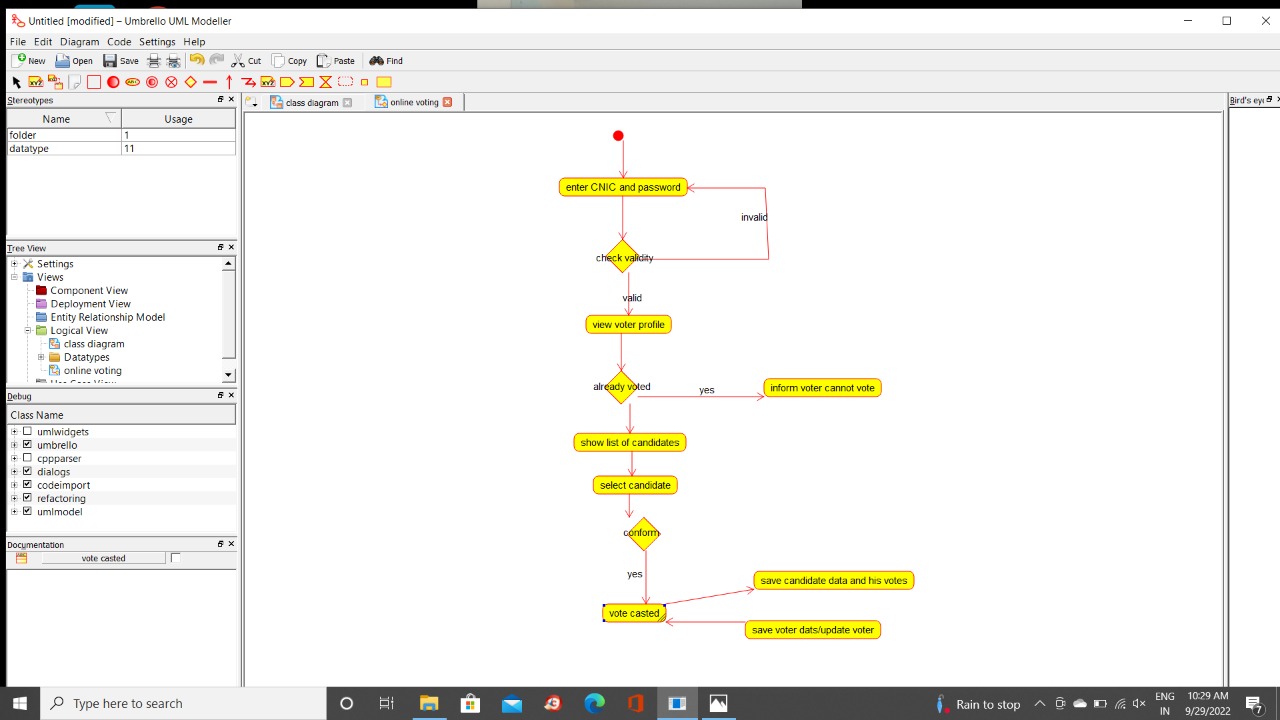 Untitled [modified] – Umbrello UML Modeller
File Edit Diagram Code Settings Help
New Open Save Cut Copy Paste Find
Stereotypes
Name Usage
folder 1
datatype 11
Tree View
Settings
Views
Component View
Deployment View
Entity Relationship Model
Logical View
class diagram
Datatypes
online voting
Debug
Class Name
umlwidgets
umbrello
cppparser
dialogs
codeimport
refactoring
umlmodel
Documentation
vote casted
class diagram online voting
Bird's eye
enter CNIC and password
invalid
check validity
valid
view voter profile
already voted
yes
inform voter cannot vote
show list of candidates
select candidate
conform
yes
save candidate data and his votes
vote casted
save voter dats/update voter
Type here to search
Rain to stop
ENG
IN
10:29 AM
9/29/2022
7